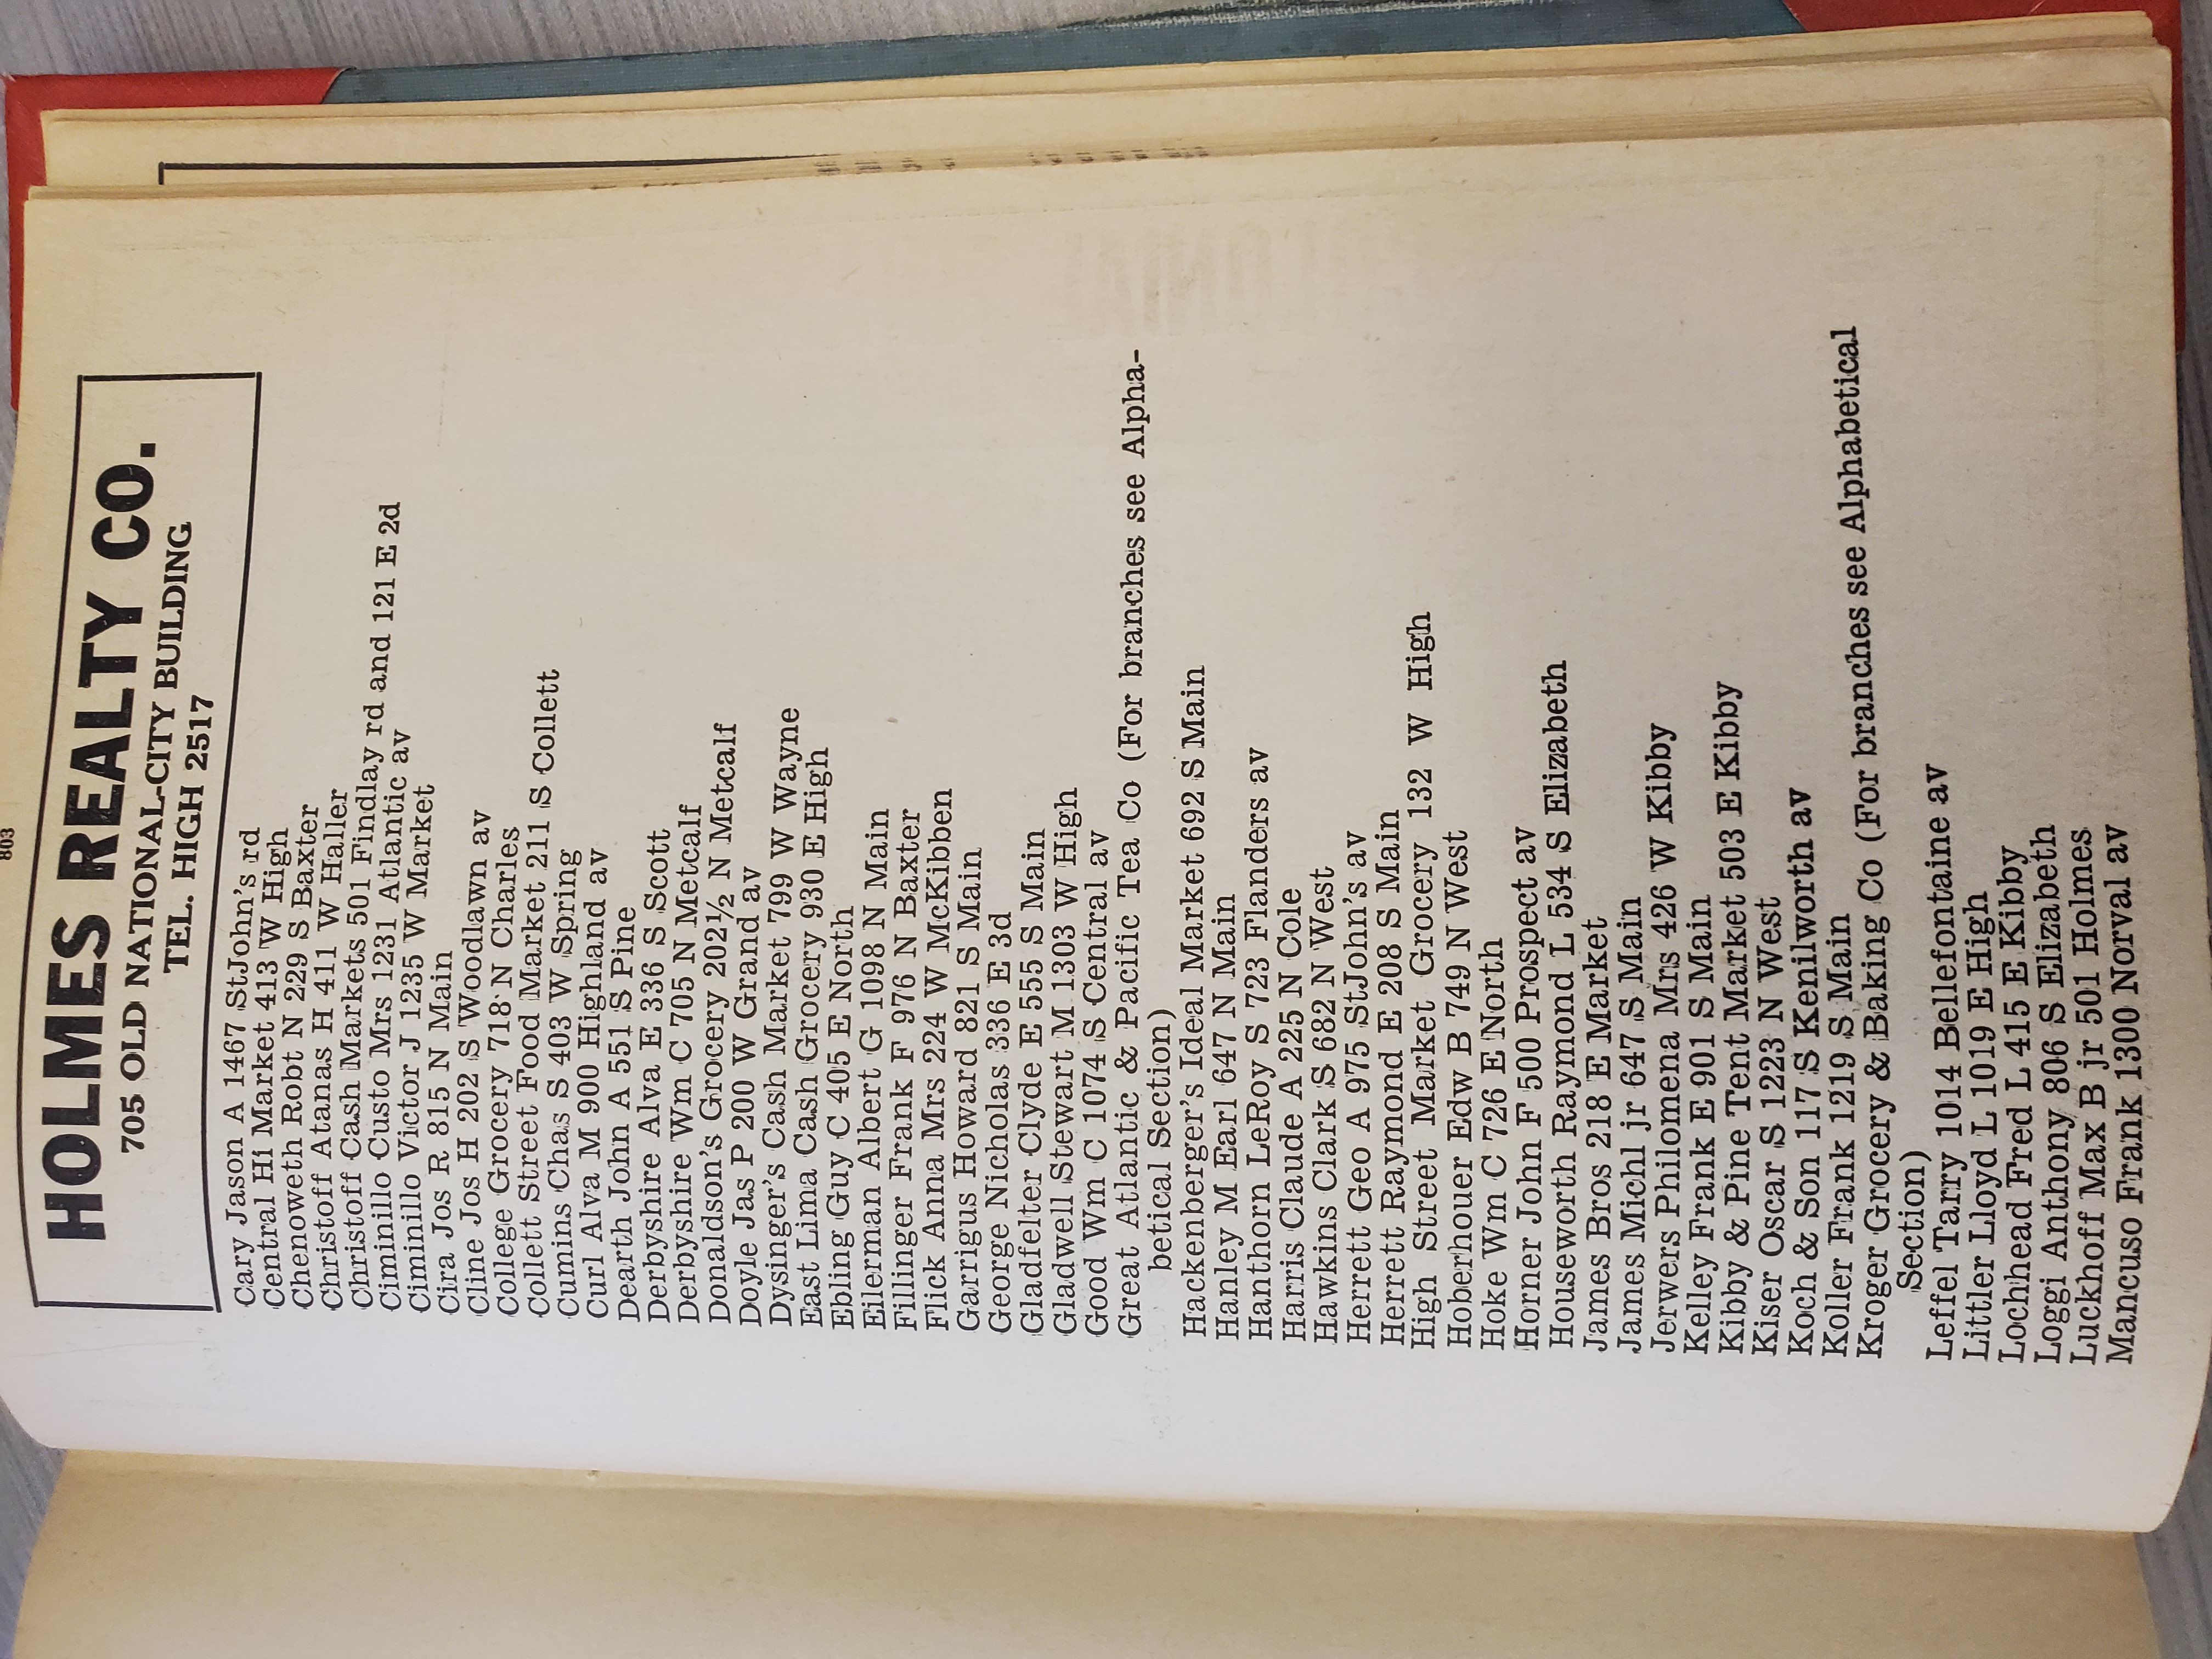 803
HOLMES REALTY CO.
705 OLD NATIONAL-CITY BUILDING
TEL. HIGH 2517
Cary Jason A 1467 StJohn's rd
Central Hi Market 413 W High
Chenoweth Robt N 229 S Baxter
Christoff Atanas H 411 W Haller
Christoff Cash Markets 501 Findlay rd and 121 E 2d
Ciminillo Custo Mrs 1231 Atlantic av
Ciminillo Victor J 1235 W Market
Cira Jos R 815 N Main
Cline Jos H 202 S Woodlawn av
College Grocery 718 N Charles
Collett Street Food Market 211 S Collett
Cumins Chas S 403 W Spring
Curl Alva M 900 Highland av
Dearth John A 551 S Pine
Derbyshire Alva E 336 S Scott
Derbyshire Wm C 705 N Metcalf
Donaldson's Grocery 202½ N Metcalf
Doyle Jas P 200 W Grand av
Dysinger's Cash Market 799 W Wayne
East Lima Cash Grocery 930 E High
Ebling Guy C 405 E North
Eilerman Albert G 1098 N Main
Fillinger Frank F 976 N Baxter
Flick Anna Mrs 224 W McKibben
Garrigus Howard 821 S Main
George Nicholas 336 E 3d
Gladfelter Clyde E 555 S Main
Gladwell Stewart M 1303 W High
Good Wm C 1074 S Central av
Great Atlantic & Pacific Tea Co (For branches see Alpha-
betical Section)
Hackenberger's Ideal Market 692 S Main
Hanley M Earl 647 N Main
Hanthorn LeRoy S 723 Flanders av
Harris Claude A 225 N Cole
Hawkins Clark S 682 N West
Herrett Geo A 975 StJohn's av
Herrett Raymond E 208 S Main
High Street Market Grocery 132 W High
Hoberhouer Edw B 749 N West
Hoke Wm C 726 E North
Horner John F 500 Prospect av
Houseworth Raymond L 534 S Elizabeth
James Bros 218 E Market
James Michl jr 647 S Main
Jerwers Philomena Mrs 426 W Kibby
Kelley Frank E 901 S Main
Kibby & Pine Tent Market 503 E Kibby
Kiser Oscar S 1223 N West
Koch & Son 117 S Kenilworth av
Koller Frank 1219 S Main
Kroger Grocery & Baking Co (For branches see Alphabetical
Section)
Leffel Tarry 1014 Bellefontaine av
Littler Lloyd L 1019 E High
Lochhead Fred L 415 E Kibby
Loggi Anthony 806 S Elizabeth
Luckhoff Max B jr 501 Holmes
Mancuso Frank 1300 Norval av